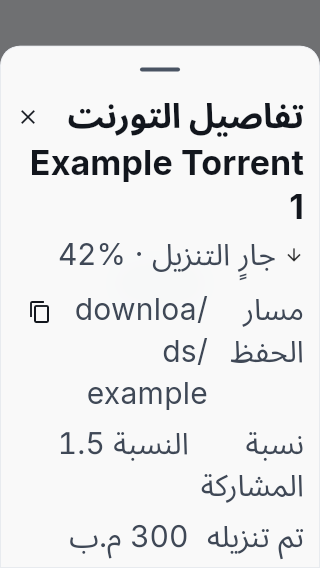 تفاصيل التورنت
Example Torrent
1
جارٍ التنزيل · 42%
مسار الحفظ
/downloa
ds/
example
نسبة المشاركة
النسبة 1.5
تم تنزيله 300 م.ب